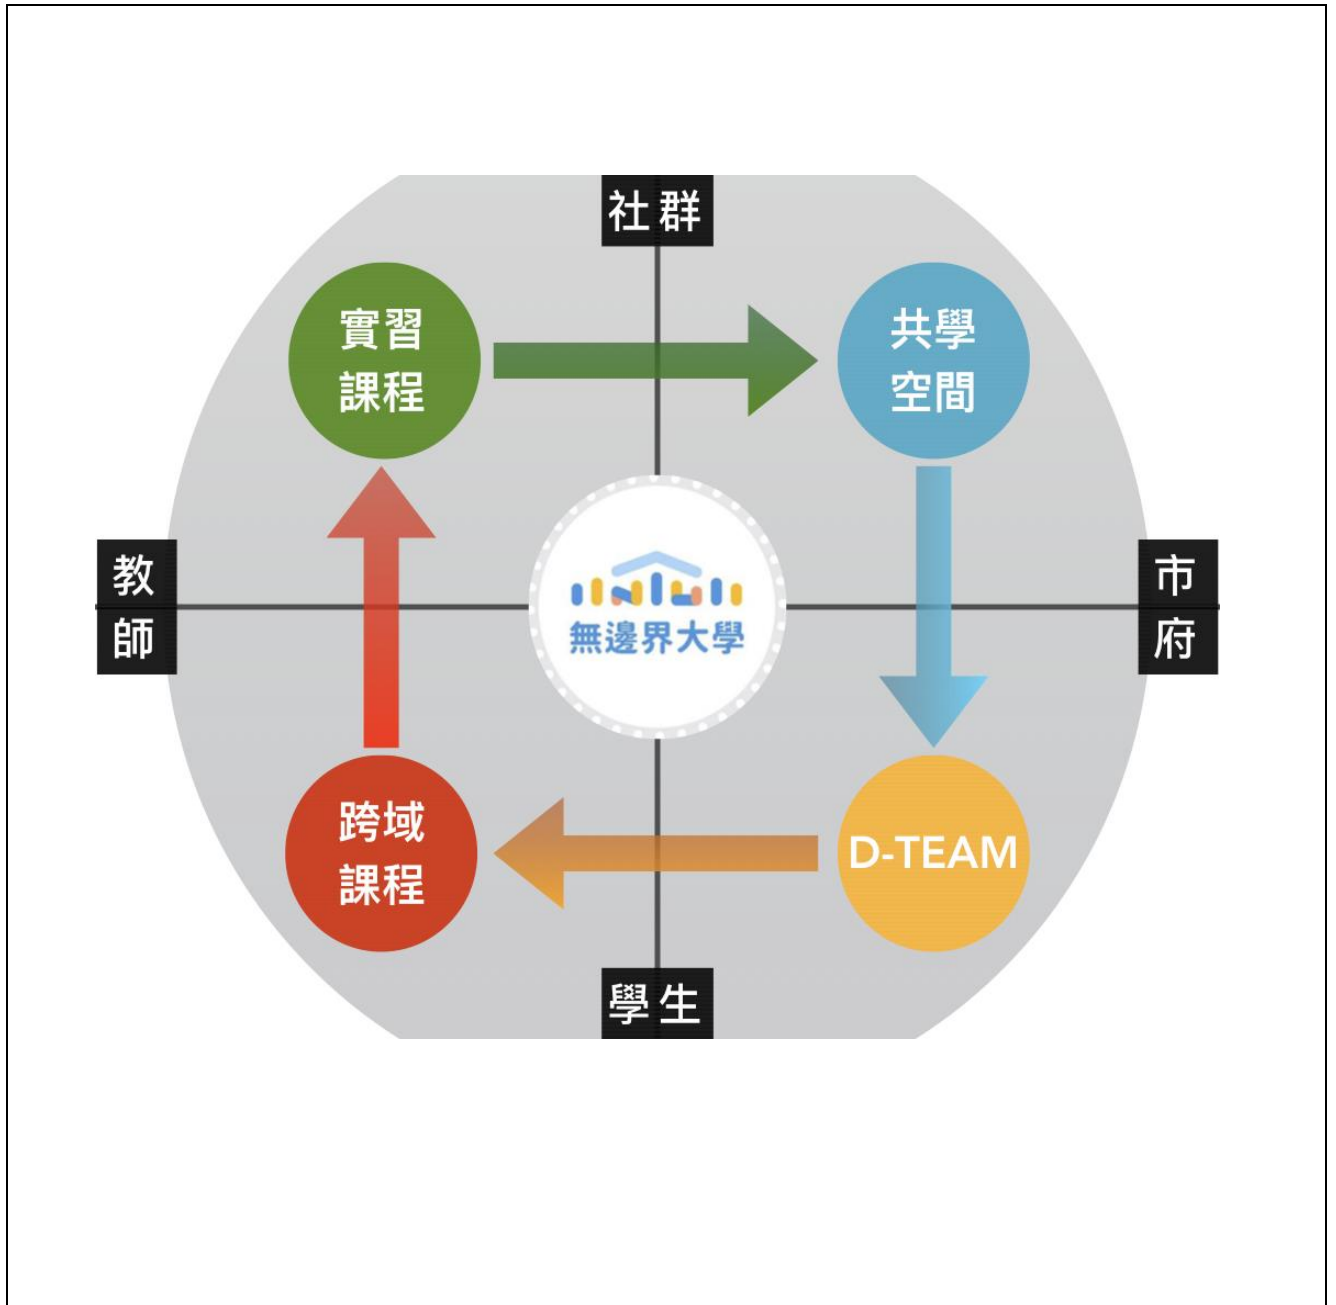 社群
實習
課程
共學
空間
教
師
無邊界大學
市
府
跨域
課程
D-TEAM
學生